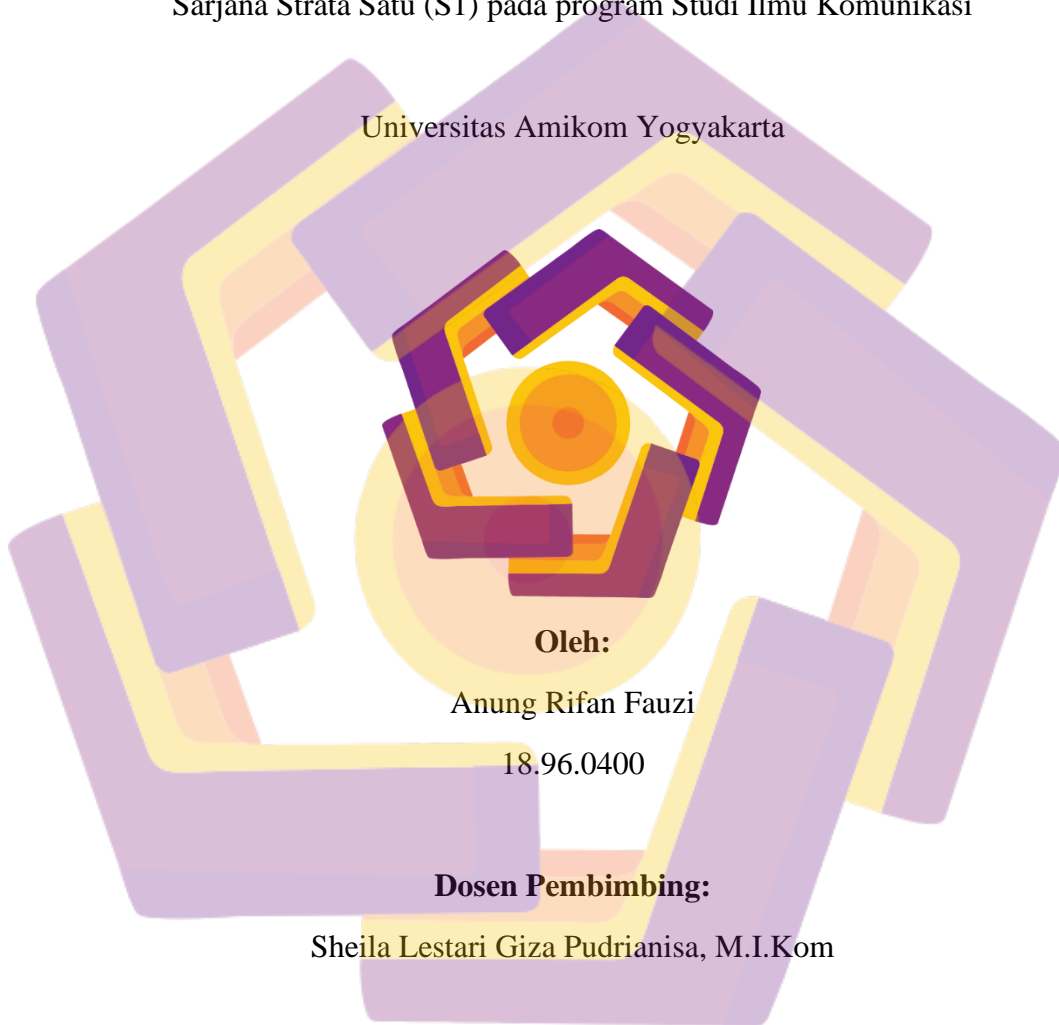 Sarjana Strata Satu (S1) pada program Studi Ilmu Komunikasi
Universitas Amikom Yogyakarta
Oleh:
Anung Rifan Fauzi
18.96.0400
Dosen Pembimbing:
Sheila Lestari Giza Pudrianisa, M.I.Kom